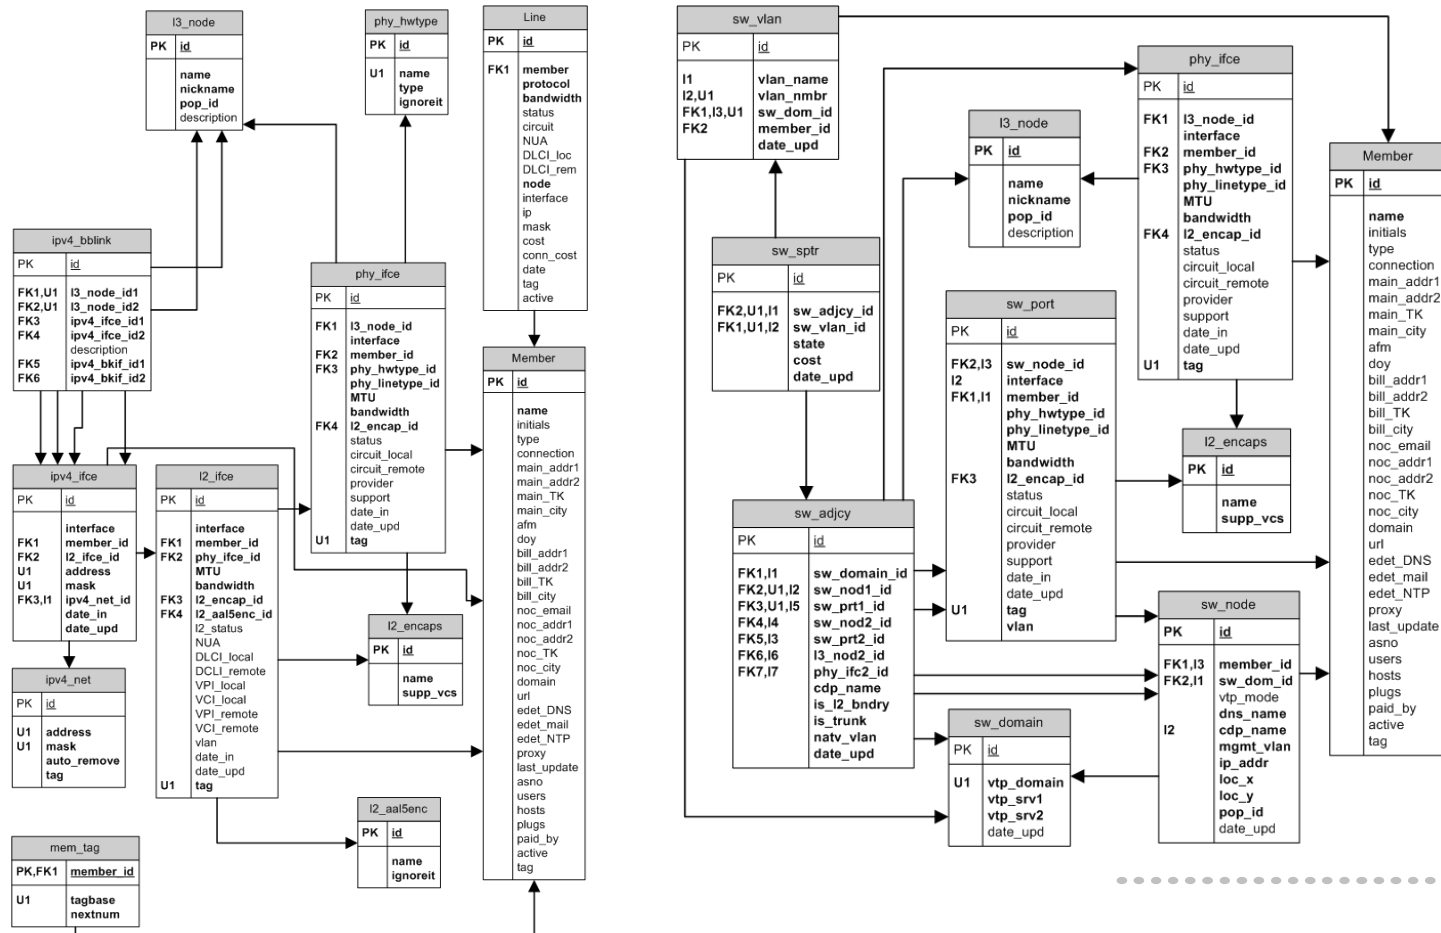 l3_node
PK id
name
nickname
pop_id
description
phy_hwtype
PK id
U1 name
type
ignoreit
Line
PK id
FK1 member
protocol
bandwidth
status
circuit
NUA
DLCI_loc
DLCI_rem
node
interface
ip
mask
cost
conn_cost
date
tag
active
ipv4_bblink
PK id
FK1,U1 l3_node_id1
FK2,U1 l3_node_id2
FK3 ipv4_ifce_id1
FK4 ipv4_ifce_id2
description
FK5 ipv4_bkif_id1
FK6 ipv4_bkif_id2
phy_ifce
PK id
FK1 l3_node_id
interface
FK2 member_id
FK3 phy_hwtype_id
phy_linetype_id
MTU
bandwidth
FK4 l2_encap_id
status
circuit_local
circuit_remote
provider
support
date_in
date_upd
U1 tag
Member
PK id
name
initials
type
connection
main_addr1
main_addr2
main_TK
main_city
afm
doy
bill_addr1
bill_addr2
bill_TK
bill_city
noc_email
noc_addr1
noc_addr2
noc_TK
noc_city
domain
url
edet_DNS
edet_mail
edet_NTP
proxy
last_update
asno
users
hosts
plugs
paid_by
active
tag
ipv4_ifce
PK id
interface
FK1 member_id
FK2 l2_ifce_id
U1 address
U1 mask
FK3,I1 ipv4_net_id
date_in
date_upd
l2_ifce
PK id
interface
FK1 member_id
FK2 phy_ifce_id
MTU
bandwidth
FK3 l2_encap_id
FK4 l2_aal5enc_id
l2_status
NUA
DLCI_local
DCLI_remote
VPI_local
VCI_local
VPI_remote
VCI_remote
vlan
date_in
date_upd
U1 tag
l2_encaps
PK id
name
supp_vcs
ipv4_net
PK id
U1 address
U1 mask
auto_remove
tag
l2_aal5enc
PK id
name
ignoreit
mem_tag
PK,FK1 member_id
U1 tagbase
nextnum
sw_vlan
PK id
I1 vlan_name
I2,U1 vlan_nmbr
FK1,I3,U1 sw_dom_id
FK2 member_id
date_upd
phy_ifce
PK id
FK1 l3_node_id
interface
FK2 member_id
FK3 phy_hwtype_id
phy_linetype_id
MTU
bandwidth
FK4 l2_encap_id
status
circuit_local
circuit_remote
provider
support
date_in
date_upd
U1 tag
l3_node
PK id
name
nickname
pop_id
description
Member
PK id
name
initials
type
connection
main_addr1
main_addr2
main_TK
main_city
afm
doy
bill_addr1
bill_addr2
bill_TK
bill_city
noc_email
noc_addr1
noc_addr2
noc_TK
noc_city
domain
url
edet_DNS
edet_mail
edet_NTP
proxy
last_update
asno
users
hosts
plugs
paid_by
active
tag
sw_sptr
PK id
FK2,U1,I1 sw_adjcy_id
FK1,U1,I2 sw_vlan_id
state
cost
date_upd
sw_port
PK id
FK2,I3 sw_node_id
I2 interface
FK1,I1 member_id
phy_hwtype_id
phy_linetype_id
MTU
bandwidth
FK3 l2_encap_id
status
circuit_local
circuit_remote
provider
support
date_in
date_upd
U1 tag
vlan
l2_encaps
PK id
name
supp_vcs
sw_adjcy
PK id
FK1,I1 sw_domain_id
FK2,U1,I2 sw_nod1_id
FK3,U1,I5 sw_prt1_id
FK4,I4 sw_nod2_id
FK5,I3 sw_prt2_id
FK6,I6 l3_nod2_id
FK7,I7 phy_ifc2_id
cdp_name
is_l2_bndry
is_trunk
natv_vlan
date_upd
sw_node
PK id
FK1,I3 member_id
FK2,I1 sw_dom_id
vtp_mode
dns_name
I2 cdp_name
mgmt_vlan
ip_addr
loc_x
loc_y
pop_id
date_upd
sw_domain
PK id
U1 vtp_domain
vtp_srv1
vtp_srv2
date_upd